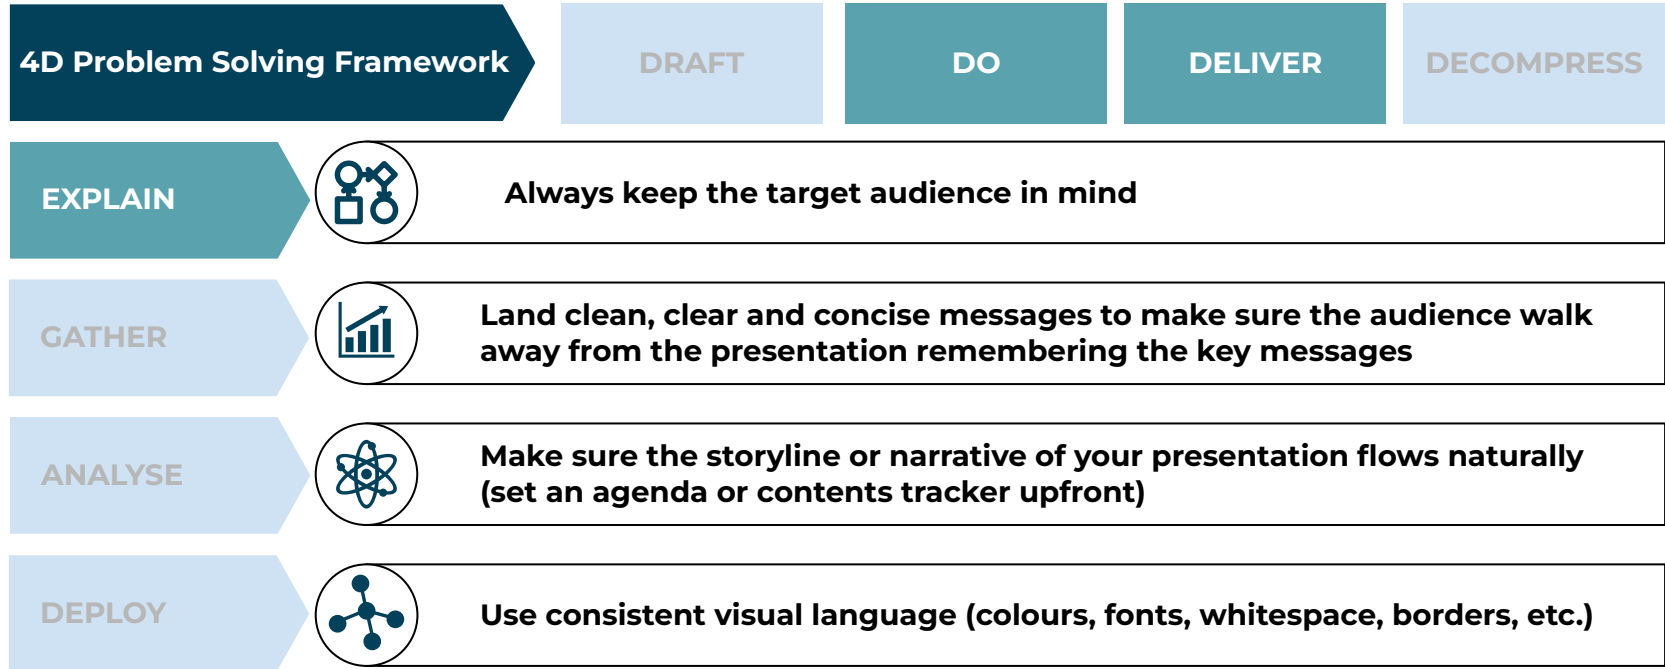 4D Problem Solving Framework
DRAFT
DO
DELIVER
DECOMPRESS
EXPLAIN
Always keep the target audience in mind
GATHER
Land clean, clear and concise messages to make sure the audience walk
away from the presentation remembering the key messages
ANALYSE
Make sure the storyline or narrative of your presentation flows naturally
(set an agenda or contents tracker upfront)
DEPLOY
Use consistent visual language (colours, fonts, whitespace, borders, etc.)